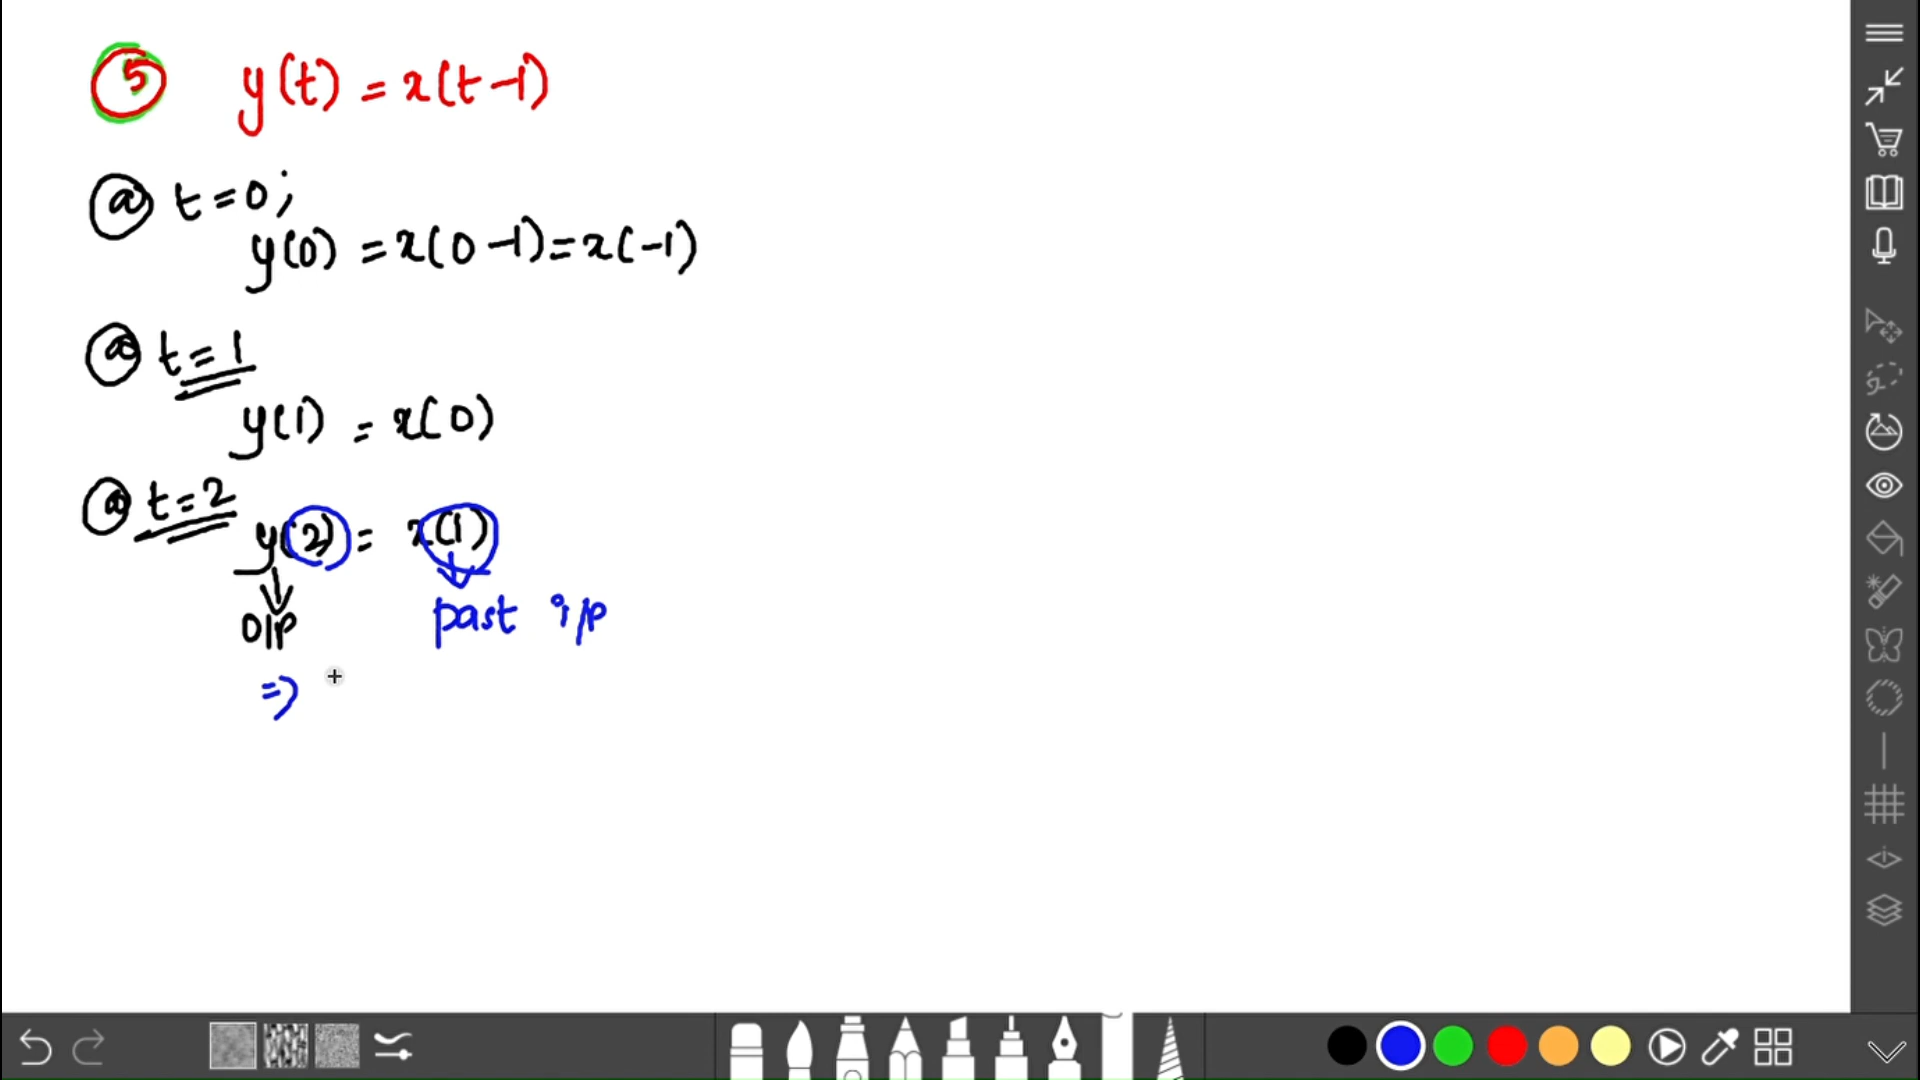 5 y(t) = x(t-1)
@ t=0;
y(0) = x(0-1)=x(-1)
@ t=1
y(1) = x(0)
@ t=2
y(2) = x(1)
O/P past i/p
=>